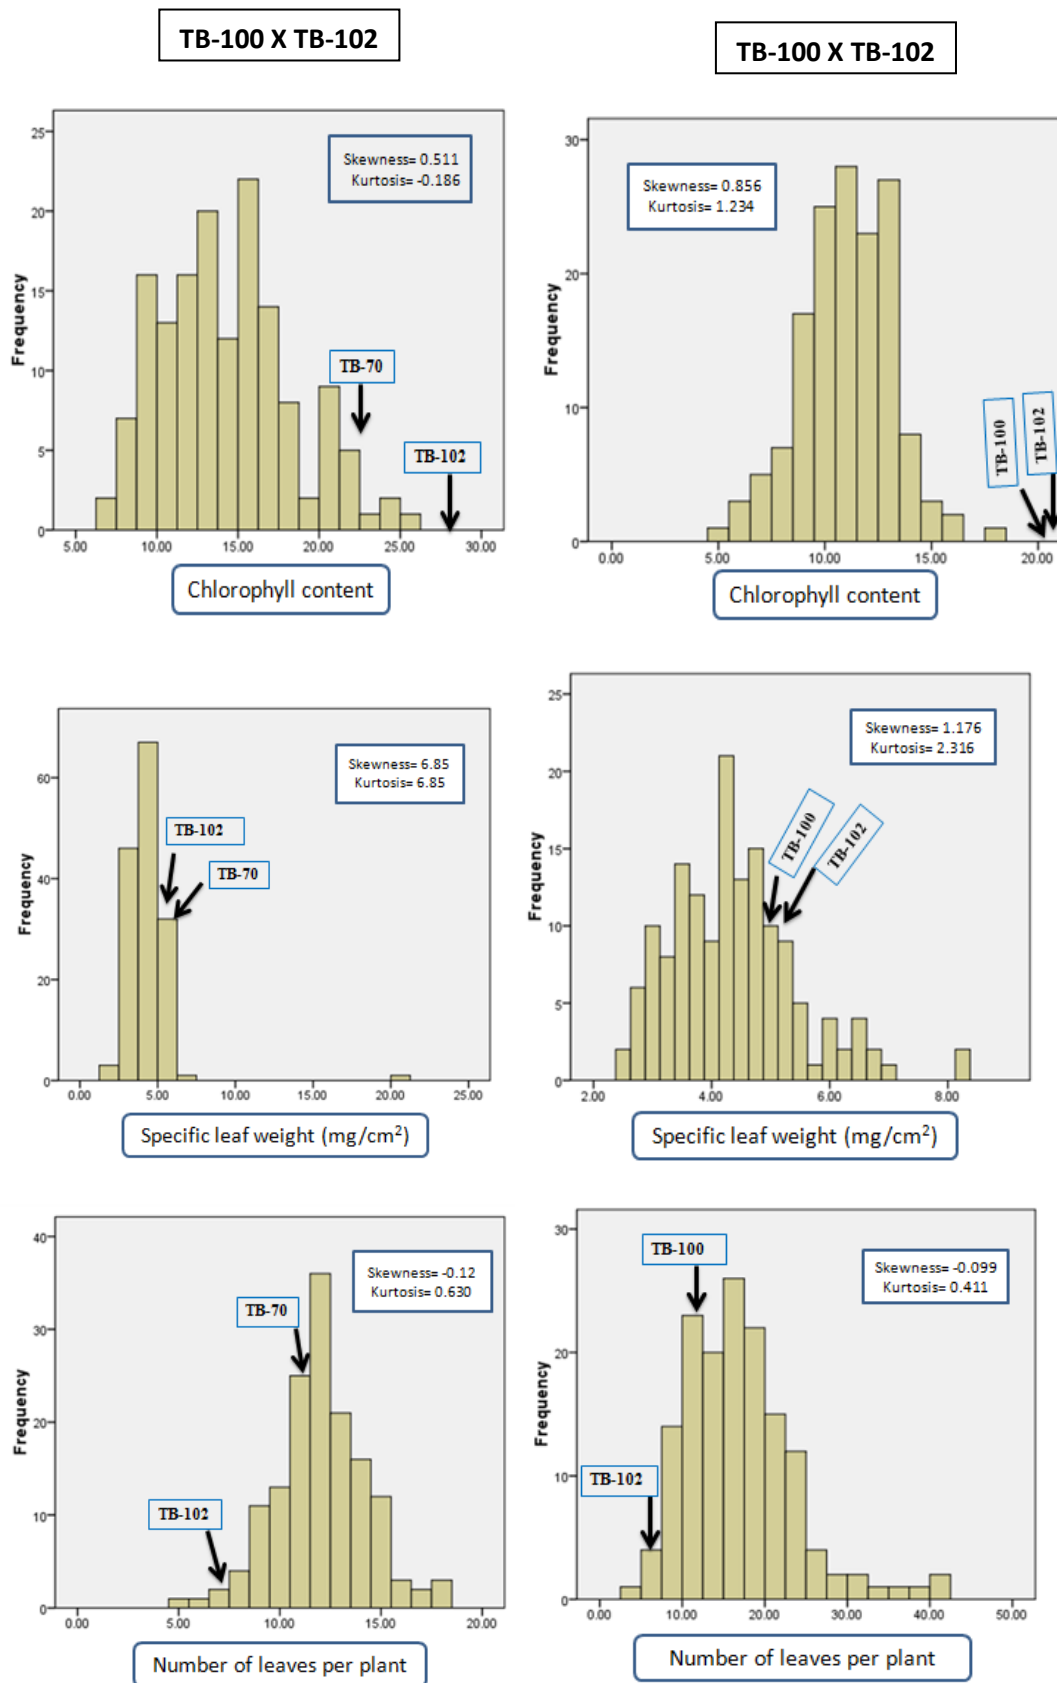 TB-100 X TB-102
TB-100 X TB-102
Frequency
25
20
15
10
5
0
Skewness= 0.511
Kurtosis= -0.186
TB-70
TB-102
5.00 10.00 15.00 20.00 25.00 30.00
Chlorophyll content
Frequency
30
20
10
0
Skewness= 0.856
Kurtosis= 1.234
TB-100
TB-102
0.00 5.00 10.00 15.00 20.00
Chlorophyll content
Frequency
60
40
20
0
Skewness= 6.85
Kurtosis= 6.85
TB-102
TB-70
0.00 5.00 10.00 15.00 20.00 25.00
Specific leaf weight (mg/cm²)
Frequency
25
20
15
10
5
0
Skewness= 1.176
Kurtosis= 2.316
TB-100
TB-102
2.00 4.00 6.00 8.00
Specific leaf weight (mg/cm²)
Frequency
40
30
20
10
0
Skewness= -0.12
Kurtosis= 0.630
TB-70
TB-102
0.00 5.00 10.00 15.00 20.00
Number of leaves per plant
Frequency
30
20
10
0
TB-100
Skewness= -0.099
Kurtosis= 0.411
TB-102
0.00 10.00 20.00 30.00 40.00 50.00
Number of leaves per plant